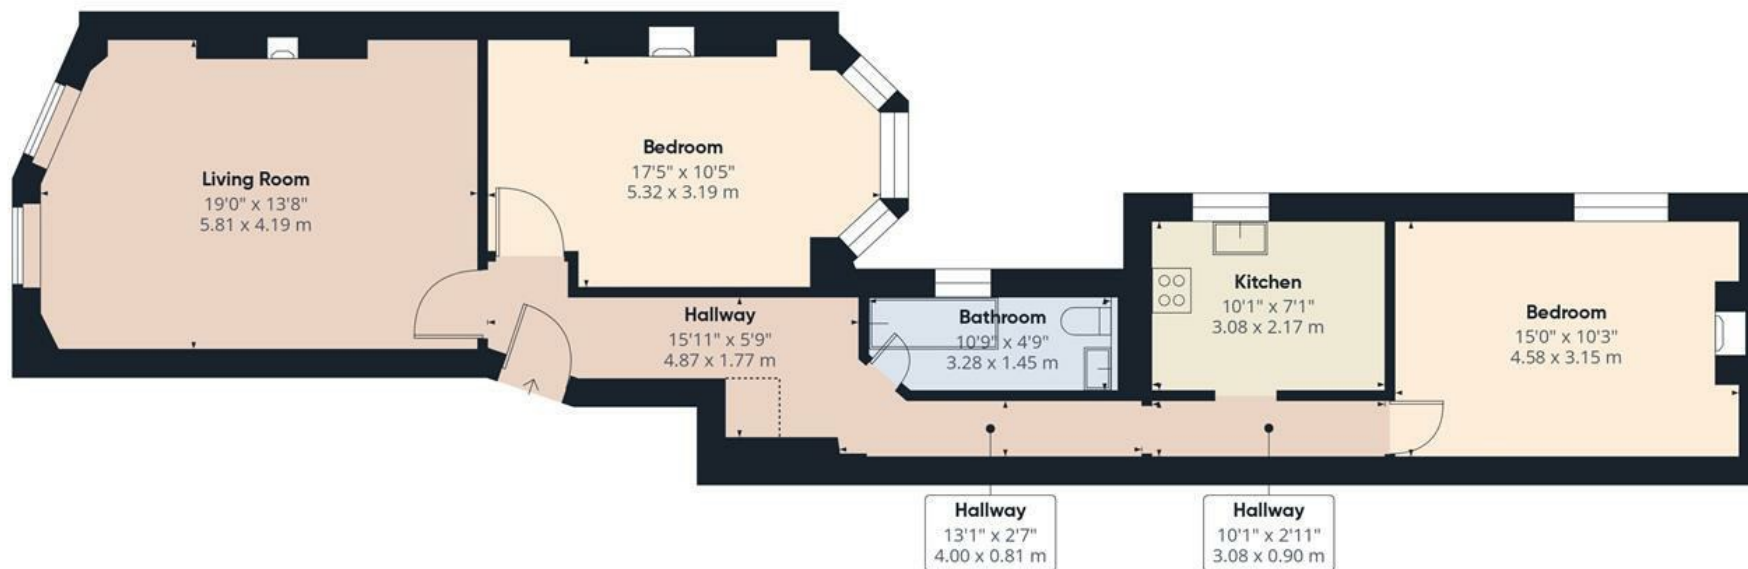 Living Room
19'0" x 13'8"
5.81 x 4.19 m
Bedroom
17'5" x 10'5"
5.32 x 3.19 m
Hallway
15'11" x 5'9"
4.87 x 1.77 m
Bathroom
10'9" x 4'9"
3.28 x 1.45 m
Kitchen
10'1" x 7'1"
3.08 x 2.17 m
Bedroom
15'0" x 10'3"
4.58 x 3.15 m
Hallway
13'1" x 2'7"
4.00 x 0.81 m
Hallway
10'1" x 2'11"
3.08 x 0.90 m